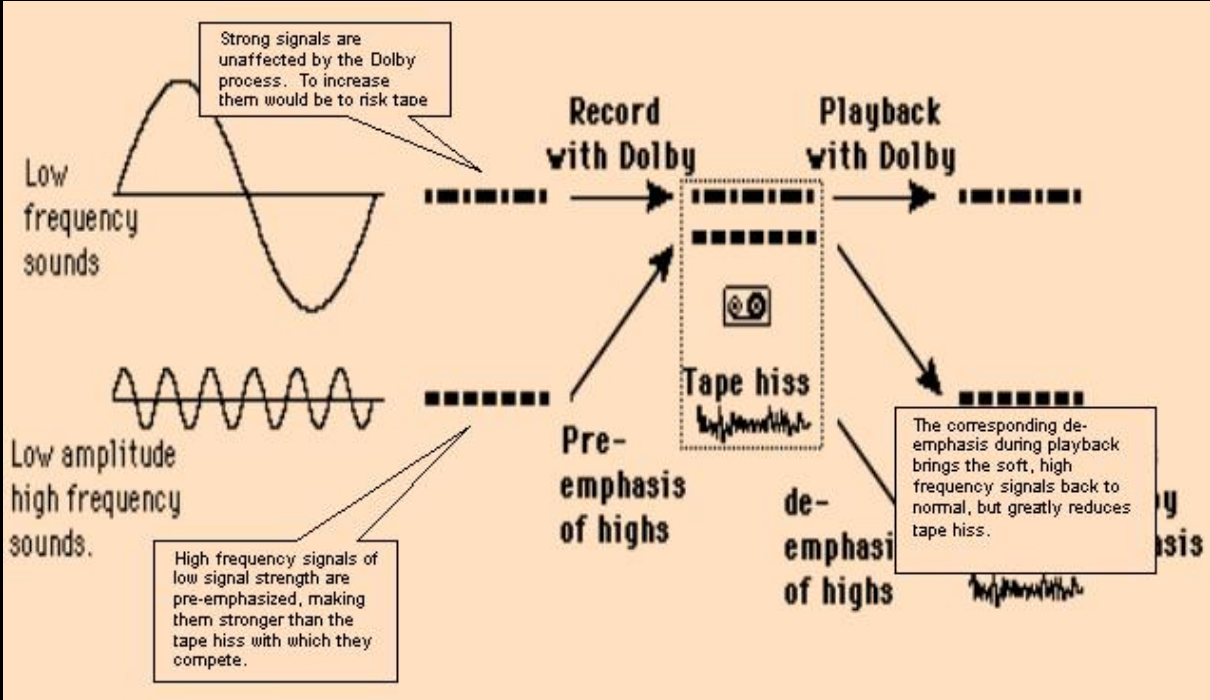 Strong signals are
unaffected by the Dolby
process. To increase
them would be to risk tape
Record
with Dolby
Playback
with Dolby
Low
frequency
sounds
Tape hiss
Low amplitude
high frequency
sounds.
Pre-
emphasis
of highs
The corresponding de-
emphasis during playback
brings the soft, high
frequency signals back to
normal, but greatly reduces
tape hiss.
de-
emphasi
of highs
High frequency signals of
low signal strength are
pre-emphasized, making
them stronger than the
tape hiss with which they
compete.